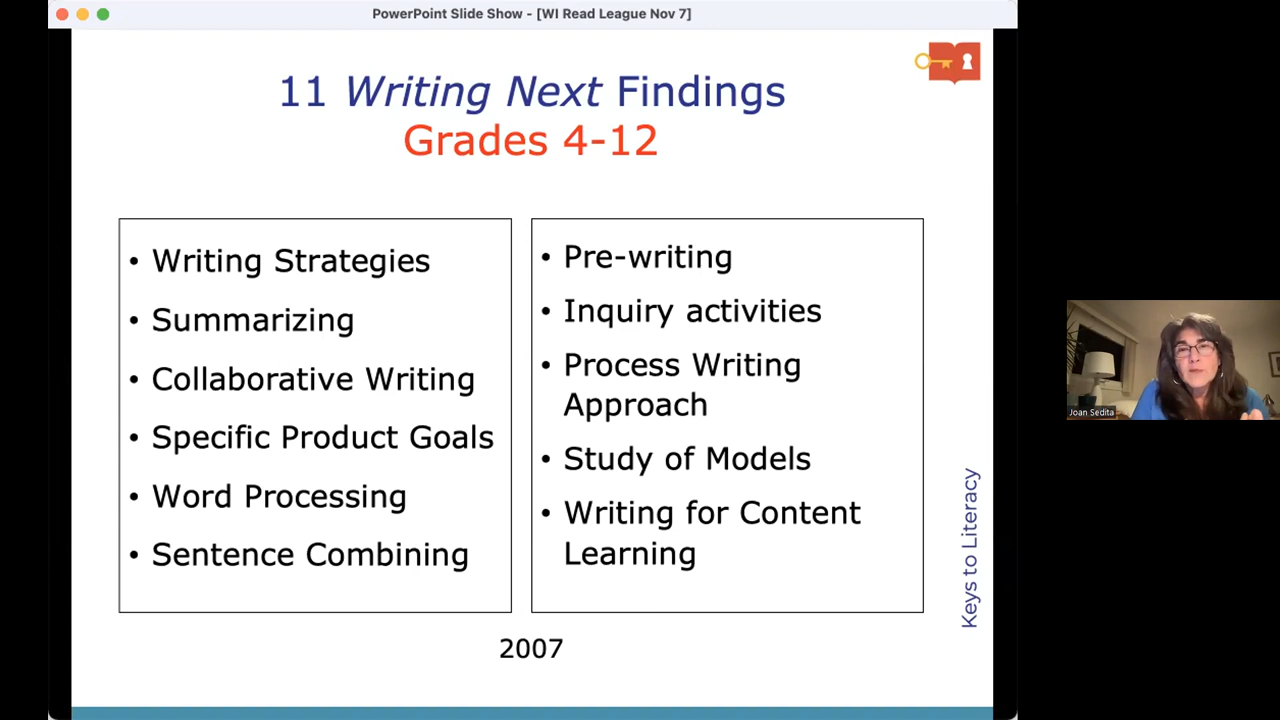 PowerPoint Slide Show - [WI Read League Nov 7]
11 Writing Next Findings
Grades 4-12
• Writing Strategies
• Summarizing
• Collaborative Writing
• Specific Product Goals
• Word Processing
• Sentence Combining
• Pre-writing
• Inquiry activities
• Process Writing
Approach
• Study of Models
• Writing for Content
Learning
2007
Keys to Literacy
Joan Sedita